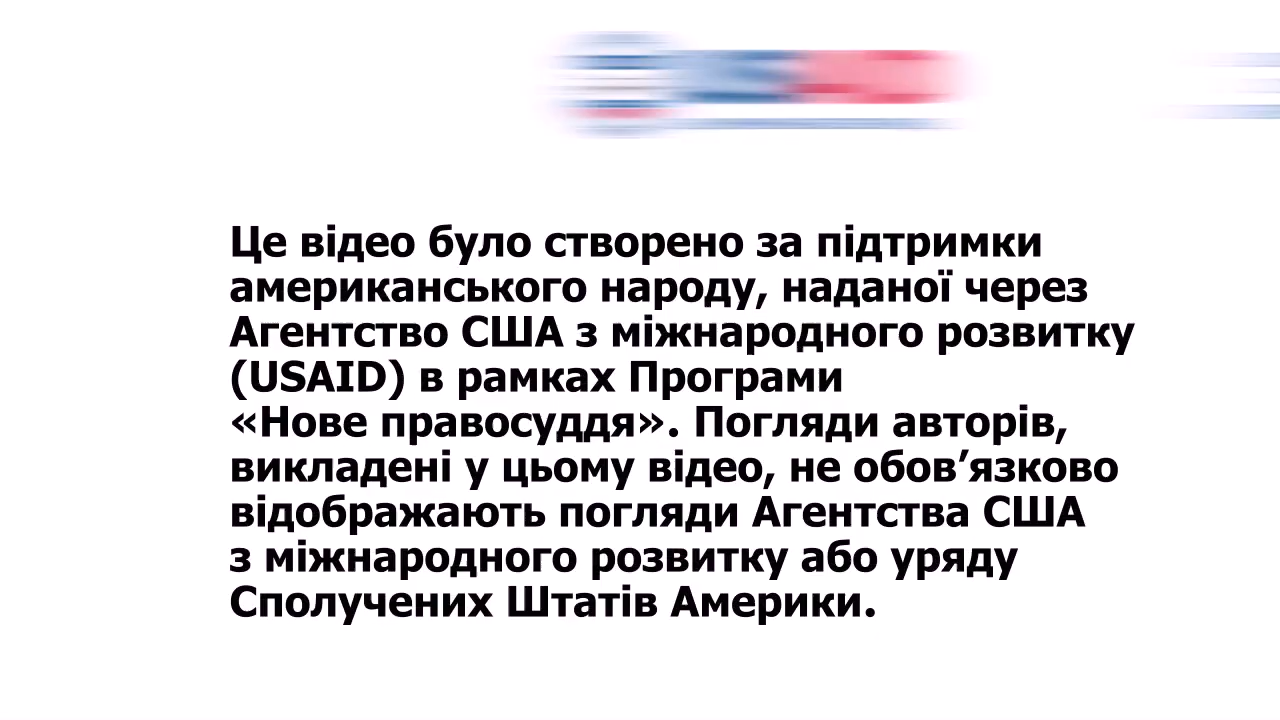 Це відео було створено за підтримки
американського народу, наданої через
Агентство США з міжнародного розвитку
(USAID) в рамках Програми
«Нове правосуддя». Погляди авторів,
викладені у цьому відео, не обов’язково
відображають погляди Агентства США
з міжнародного розвитку або уряду
Сполучених Штатів Америки.